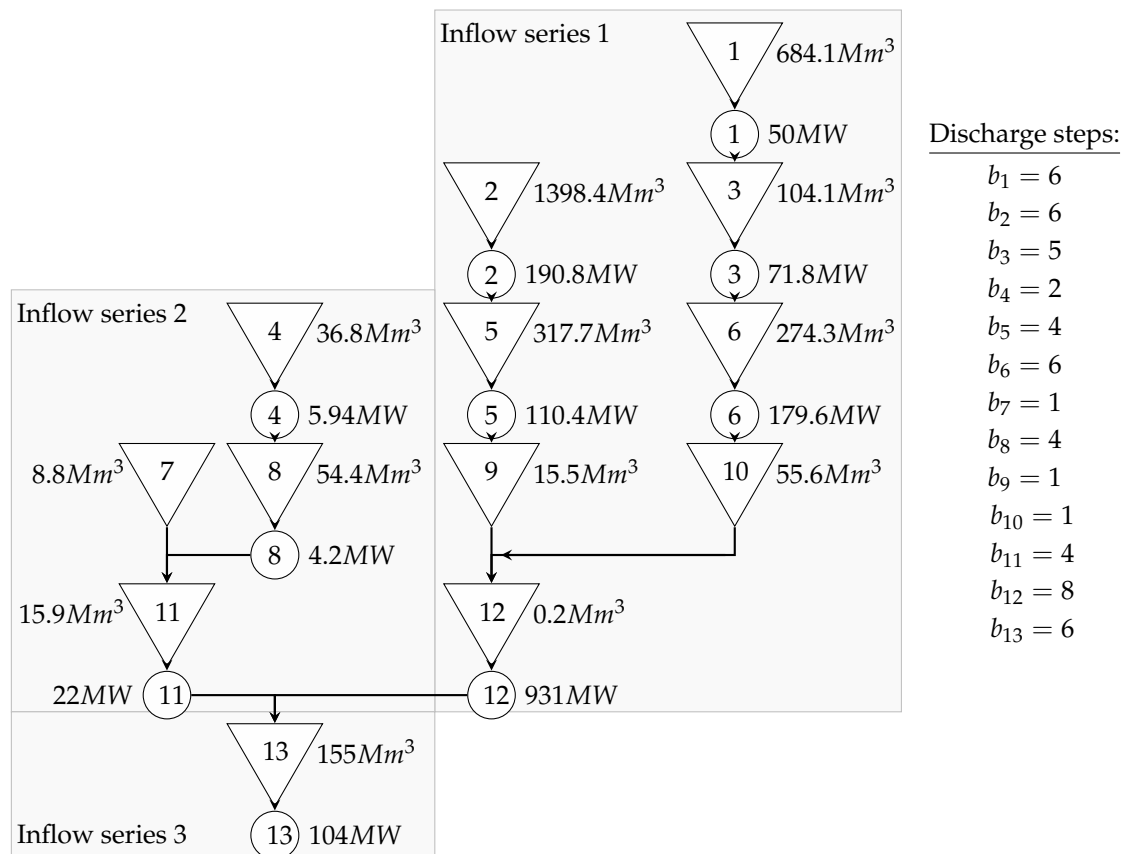 Inflow series 1
1
684.1Mm³
1
50MW
2
1398.4Mm³
3
104.1Mm³
2
190.8MW
3
71.8MW
Inflow series 2
4
36.8Mm³
5
317.7Mm³
6
274.3Mm³
4
5.94MW
5
110.4MW
6
179.6MW
8.8Mm³
7
8
54.4Mm³
9
15.5Mm³
10
55.6Mm³
8
4.2MW
15.9Mm³
11
12
0.2Mm³
22MW
11
12
931MW
13
155Mm³
Inflow series 3
13
104MW
Discharge steps:
b₁ = 6
b₂ = 6
b₃ = 5
b₄ = 2
b₅ = 4
b₆ = 6
b₇ = 1
b₈ = 4
b₉ = 1
b₁₀ = 1
b₁₁ = 4
b₁₂ = 8
b₁₃ = 6